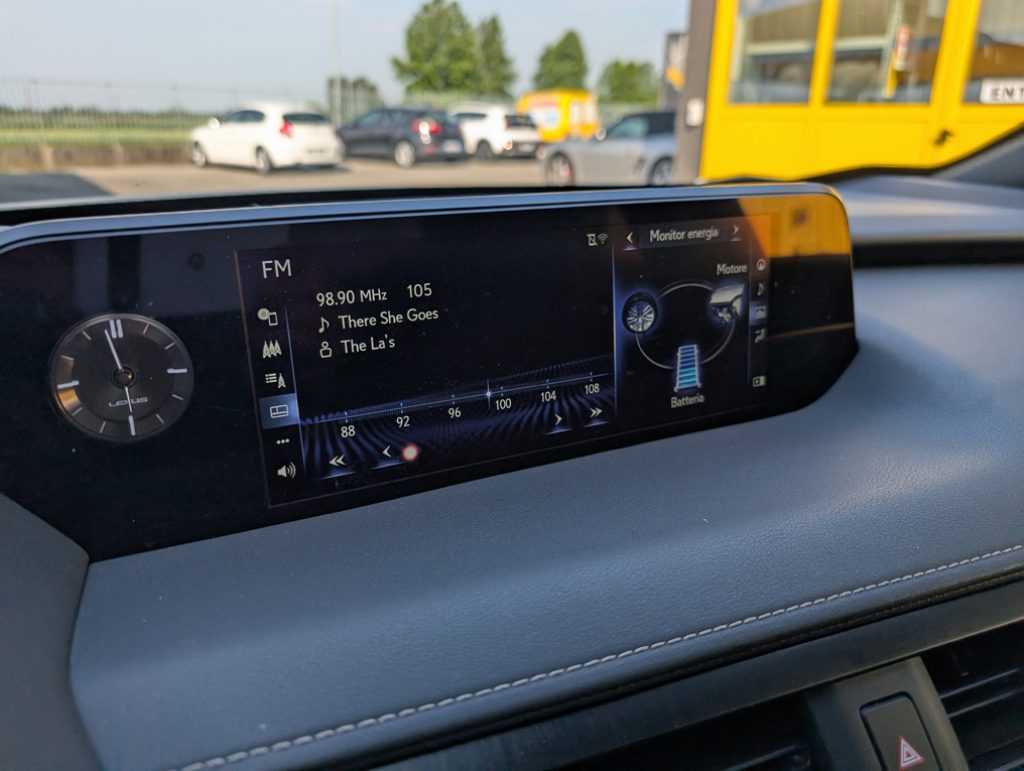 ENT
FM
98.90 MHz 105
There She Goes
The La's
88 92 96 100 104 108
Monitor energia
Motore
Batteria
LEXUS